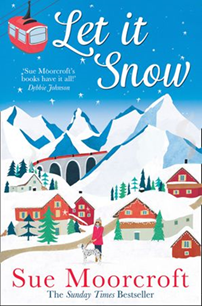 Let it
Snow
'Sue Moorcroft's
books have it all!'
Debbie Johnson
Sue Moorcroft
The Sunday Times Bestseller